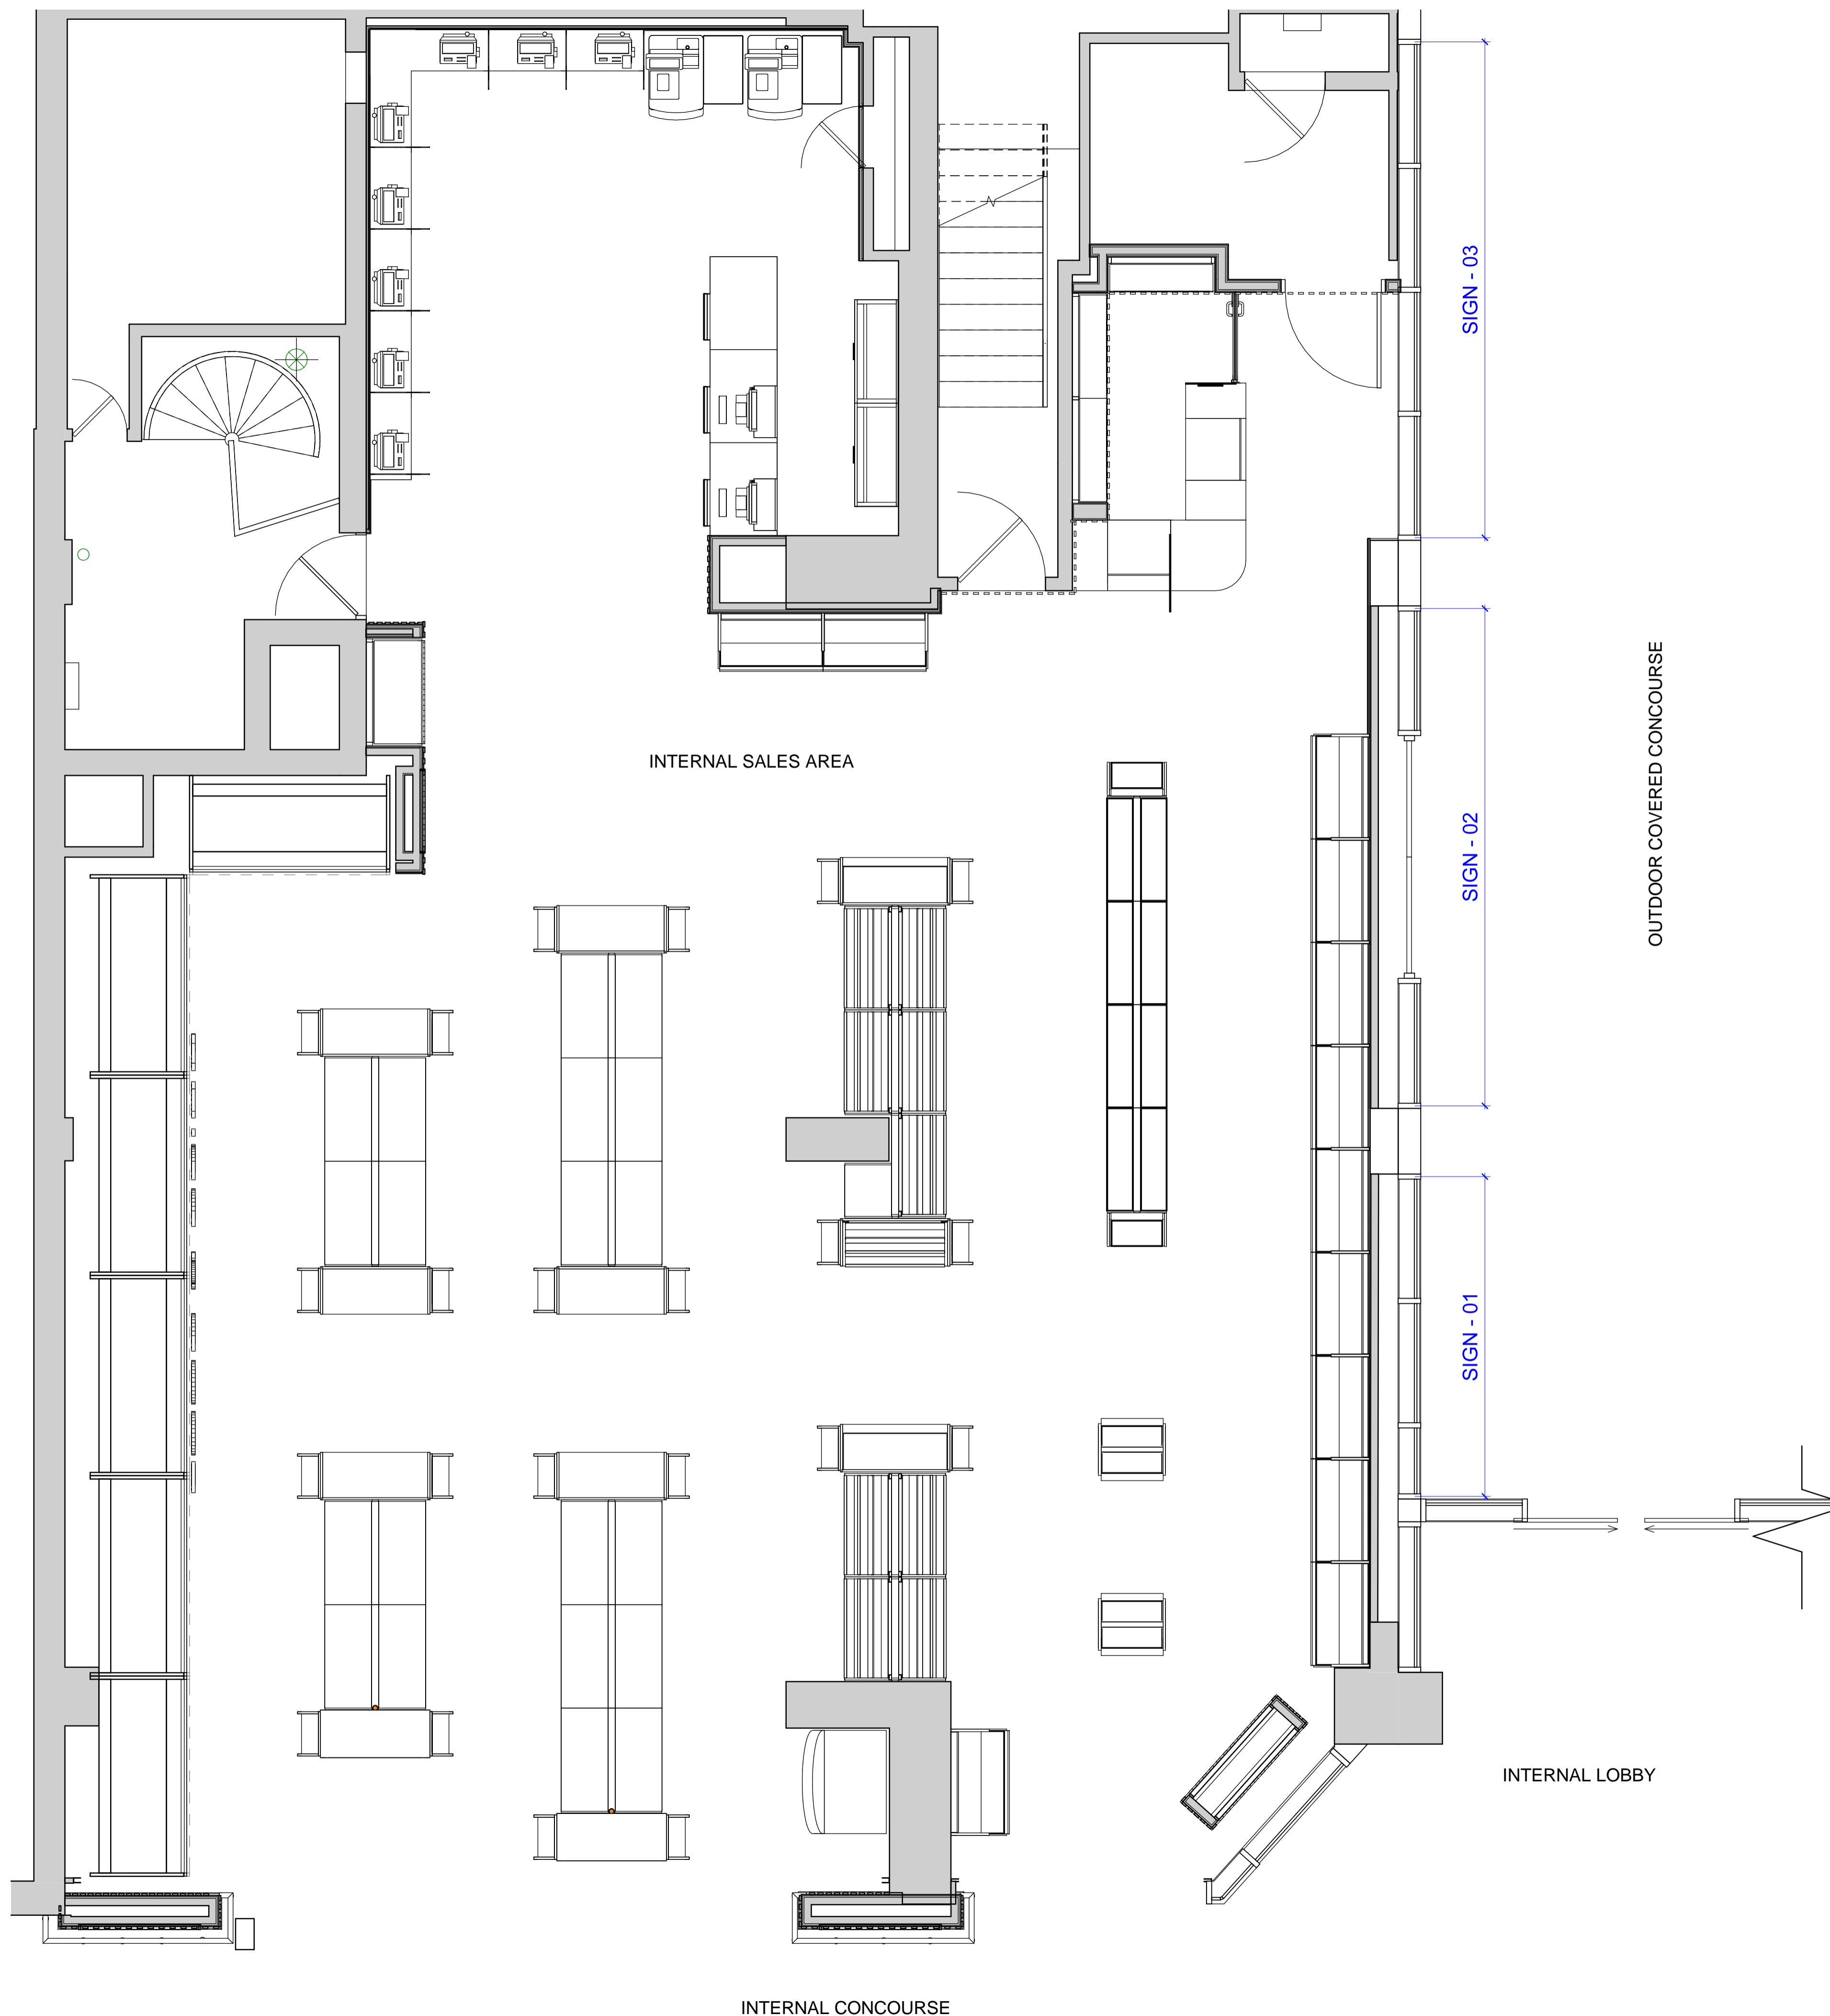 SIGN - 03
OUTDOOR COVERED CONCOURSE
INTERNAL SALES AREA
SIGN - 02
SIGN - 01
INTERNAL LOBBY
INTERNAL CONCOURSE